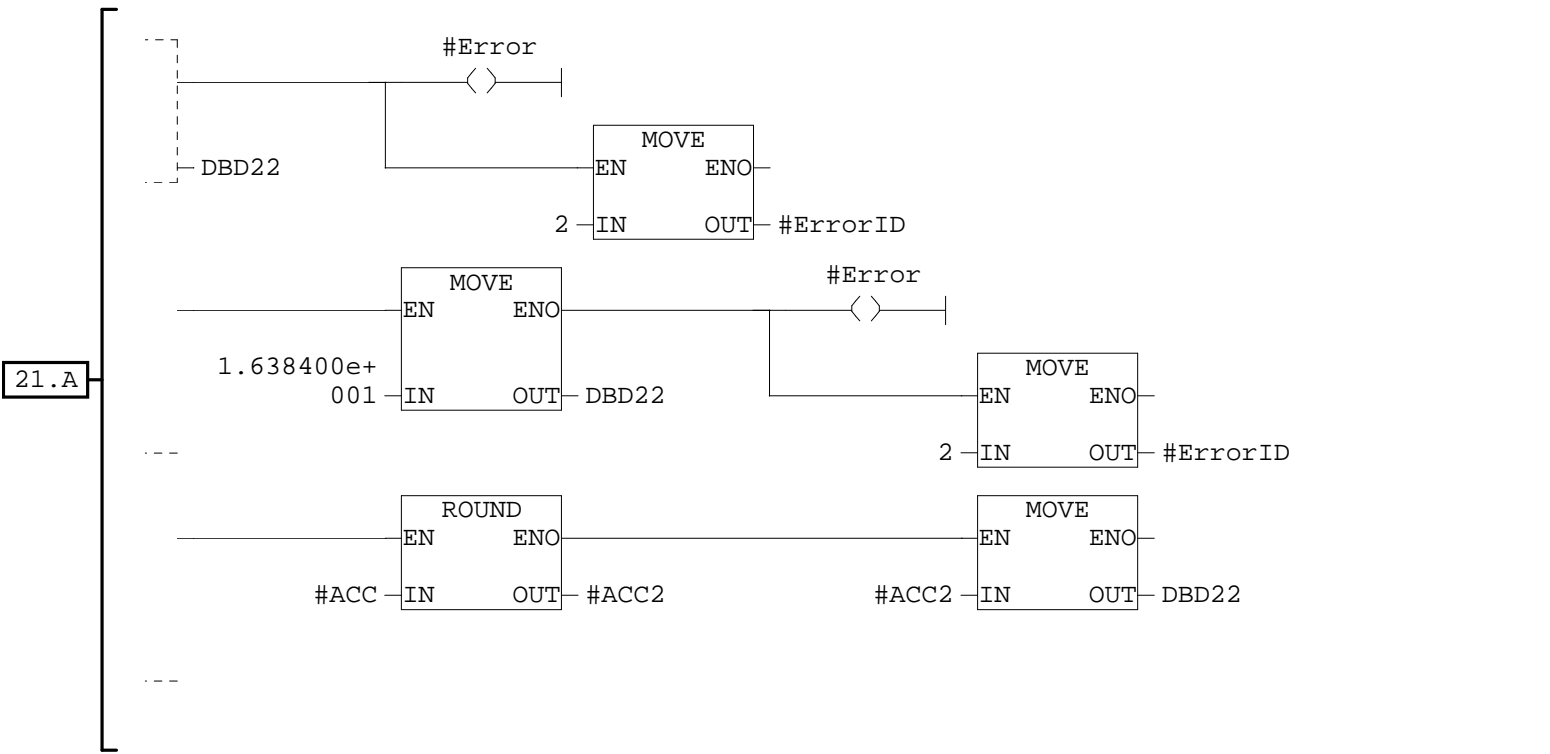 #Error
MOVE
DBD22 EN ENO
2 IN OUT #ErrorID
#Error
MOVE
EN ENO
1.638400e+
MOVE
21.A
001 IN OUT DBD22 EN ENO
2 IN OUT #ErrorID
ROUND MOVE
EN ENO EN ENO
#ACC IN OUT #ACC2 #ACC2 IN OUT DBD22